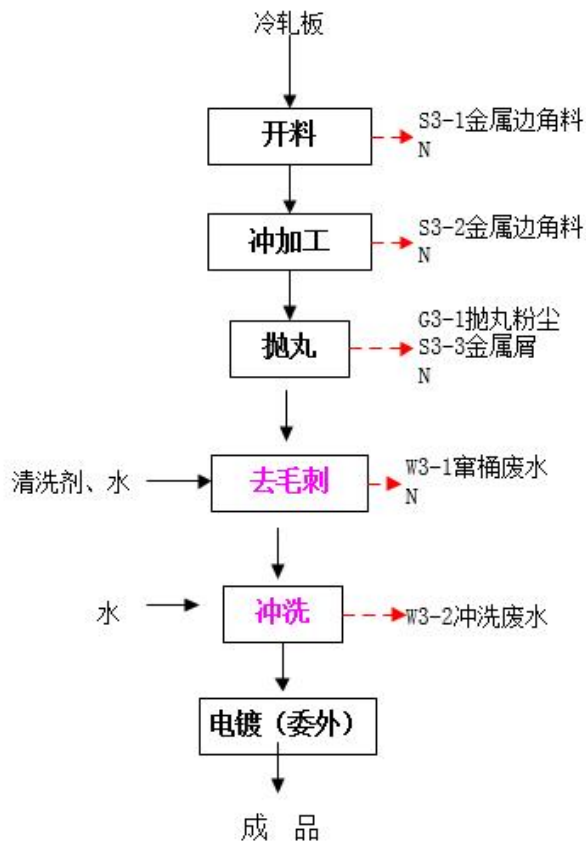 冷轧板
开料
S3-1金属边角料
N
冲加工
S3-2金属边角料
N
抛丸
G3-1抛丸粉尘
S3-3金属屑
N
清洗剂、水
去毛刺
W3-1窜桶废水
N
水
冲洗
W3-2冲洗废水
电镀（委外）
成 品